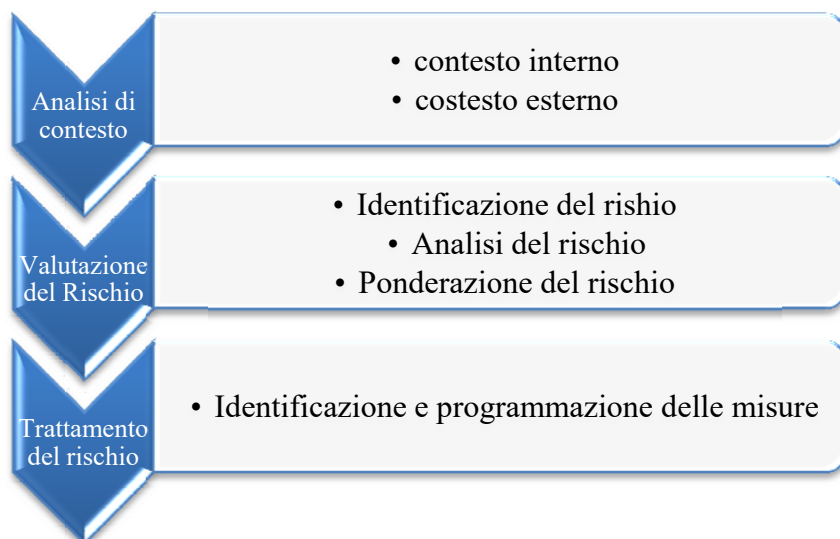 Analisi di
contesto
• contesto interno
• costesto esterno
Valutazione
del Rischio
• Identificazione del rishio
• Analisi del rischio
• Ponderazione del rischio
Trattamento
del rischio
• Identificazione e programmazione delle misure